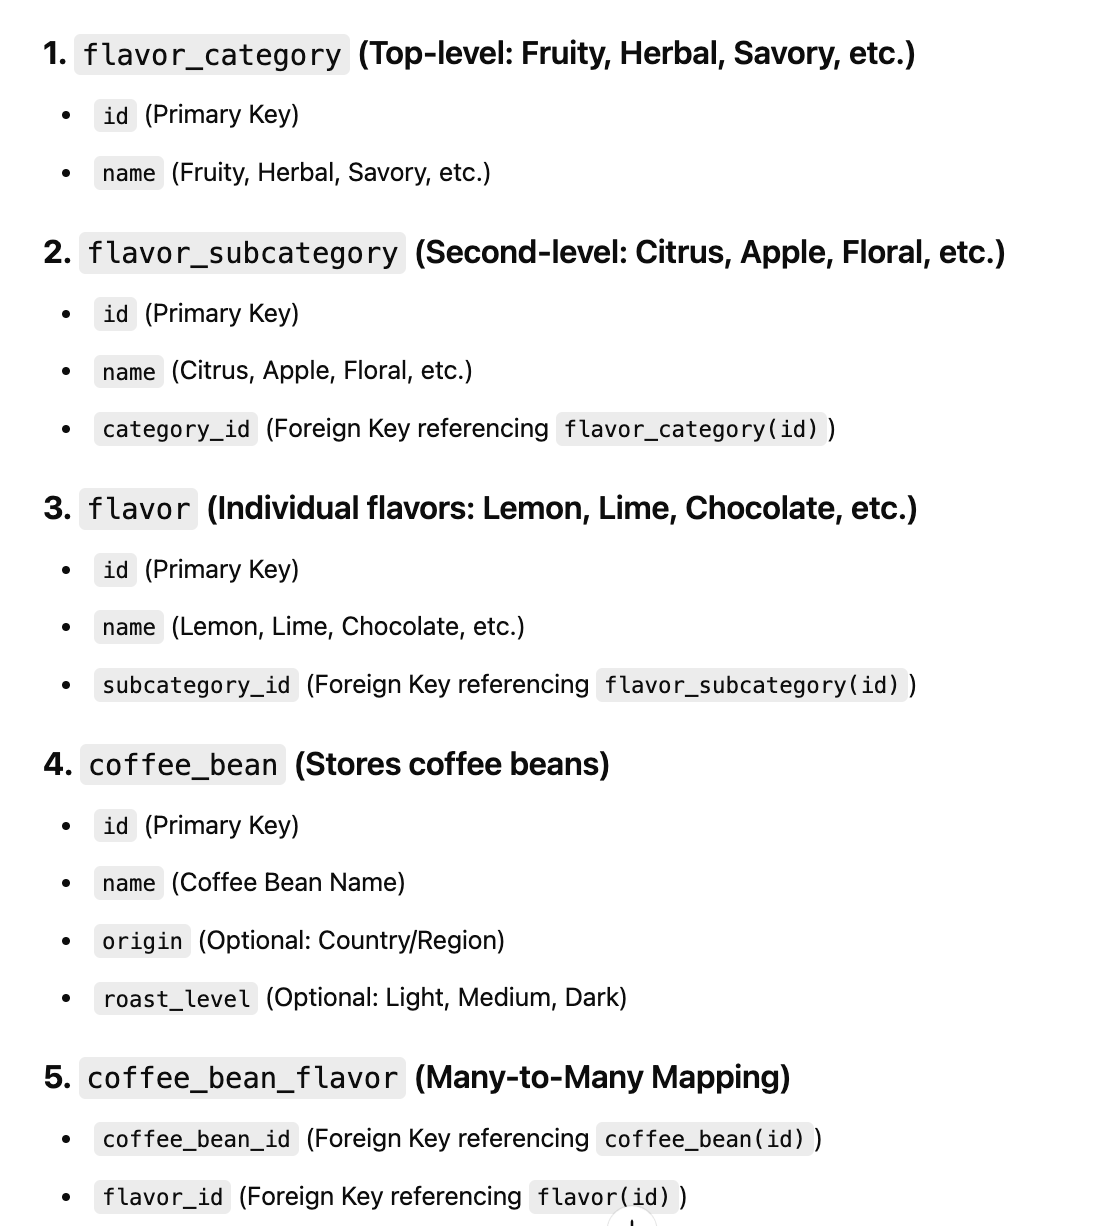 1. flavor_category (Top-level: Fruity, Herbal, Savory, etc.)
• id (Primary Key)
• name (Fruity, Herbal, Savory, etc.)
2. flavor_subcategory (Second-level: Citrus, Apple, Floral, etc.)
• id (Primary Key)
• name (Citrus, Apple, Floral, etc.)
• category_id (Foreign Key referencing flavor_category(id))
3. flavor (Individual flavors: Lemon, Lime, Chocolate, etc.)
• id (Primary Key)
• name (Lemon, Lime, Chocolate, etc.)
• subcategory_id (Foreign Key referencing flavor_subcategory(id))
4. coffee_bean (Stores coffee beans)
• id (Primary Key)
• name (Coffee Bean Name)
• origin (Optional: Country/Region)
• roast_level (Optional: Light, Medium, Dark)
5. coffee_bean_flavor (Many-to-Many Mapping)
• coffee_bean_id (Foreign Key referencing coffee_bean(id))
• flavor_id (Foreign Key referencing flavor(id))